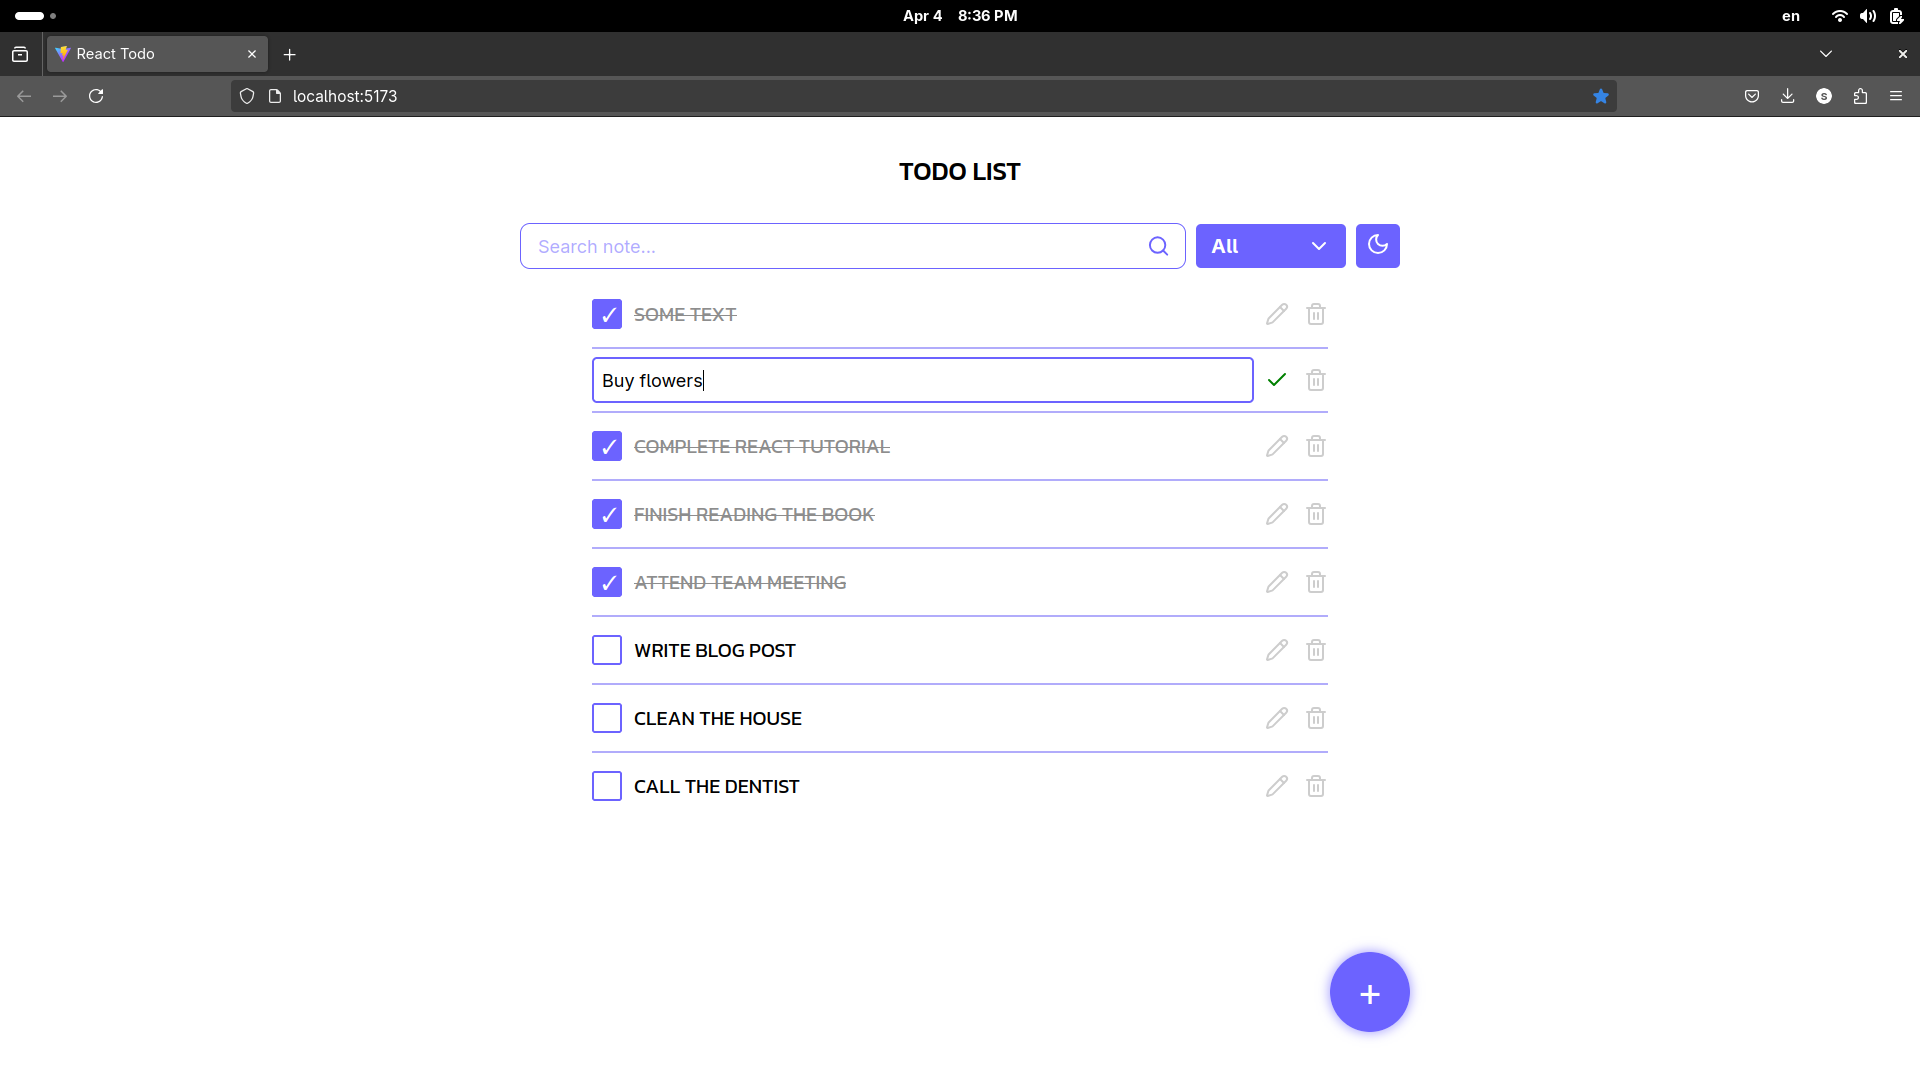 Apr 4 8:36 PM
en
React Todo
localhost:5173
S
TODO LIST
Search note...
All
SOME TEXT
Buy flowers
COMPLETE REACT TUTORIAL
FINISH READING THE BOOK
ATTEND TEAM MEETING
WRITE BLOG POST
CLEAN THE HOUSE
CALL THE DENTIST